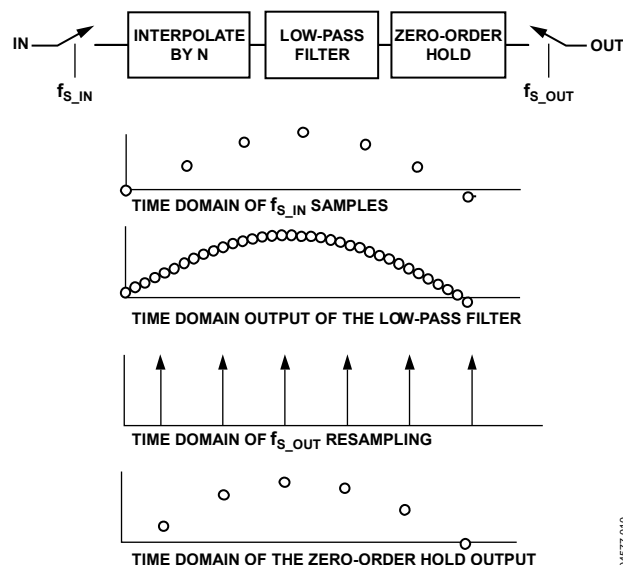 IN
INTERPOLATE
BY N
LOW-PASS
FILTER
ZERO-ORDER
HOLD
OUT
fS_IN
fS_OUT
TIME DOMAIN OF fS_IN SAMPLES
TIME DOMAIN OUTPUT OF THE LOW-PASS FILTER
TIME DOMAIN OF fS_OUT RESAMPLING
TIME DOMAIN OF THE ZERO-ORDER HOLD OUTPUT